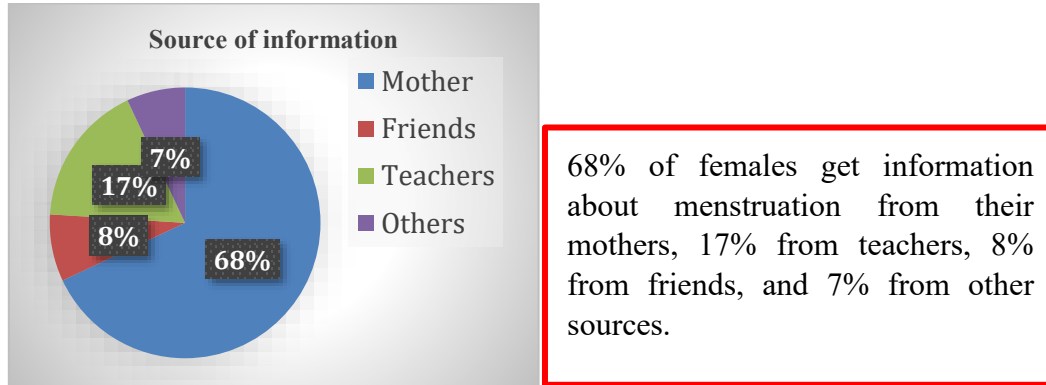 Source of information
Mother
Friends
Teachers
Others
7%
17%
8%
68%
68% of females get information
about menstruation from their
mothers, 17% from teachers, 8%
from friends, and 7% from other
sources.